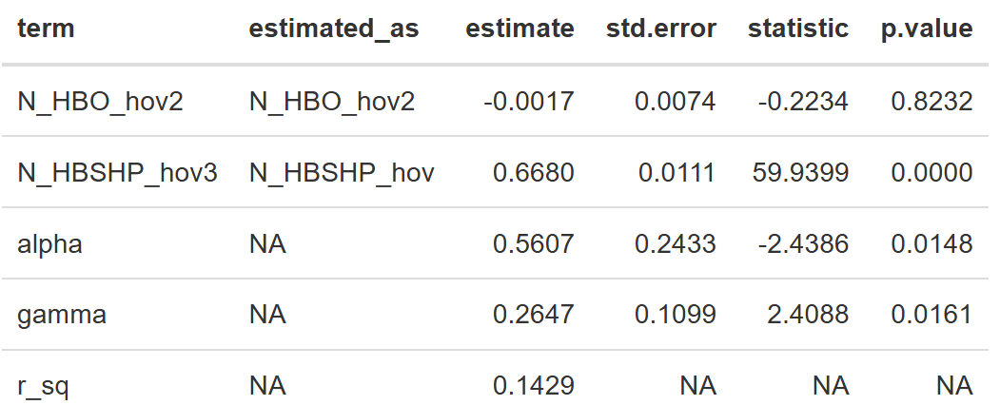 term estimated_as estimate std.error statistic p.value
N_HBO_hov2 N_HBO_hov2 -0.0017 0.0074 -0.2234 0.8232
N_HBSHP_hov3 N_HBSHP_hov 0.6680 0.0111 59.9399 0.0000
alpha NA 0.5607 0.2433 -2.4386 0.0148
gamma NA 0.2647 0.1099 2.4088 0.0161
r_sq NA 0.1429 NA NA NA